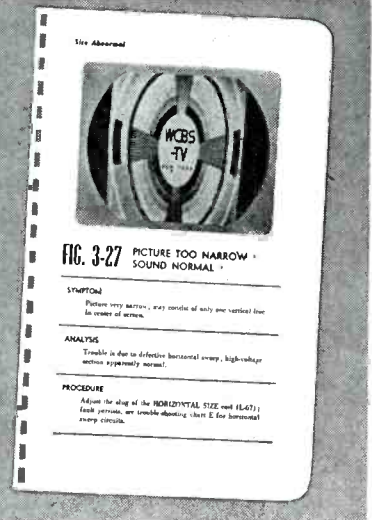 Size Abnormal
WCBS
-TV
NEW YORK
FIG. 3-27 PICTURE TOO NARROW
SOUND NORMAL
SYMPTOM
Picture very narrow, may consist of only one vertical line
in center of screen.
ANALYSIS
Trouble is due to defective horizontal sweep, high-voltage
section apparently normal.
PROCEDURE
Adjust the slug of the HORIZONTAL SIZE coil (L-67);
fault persists, see trouble-shooting chart E for horizontal
sweep circuits.